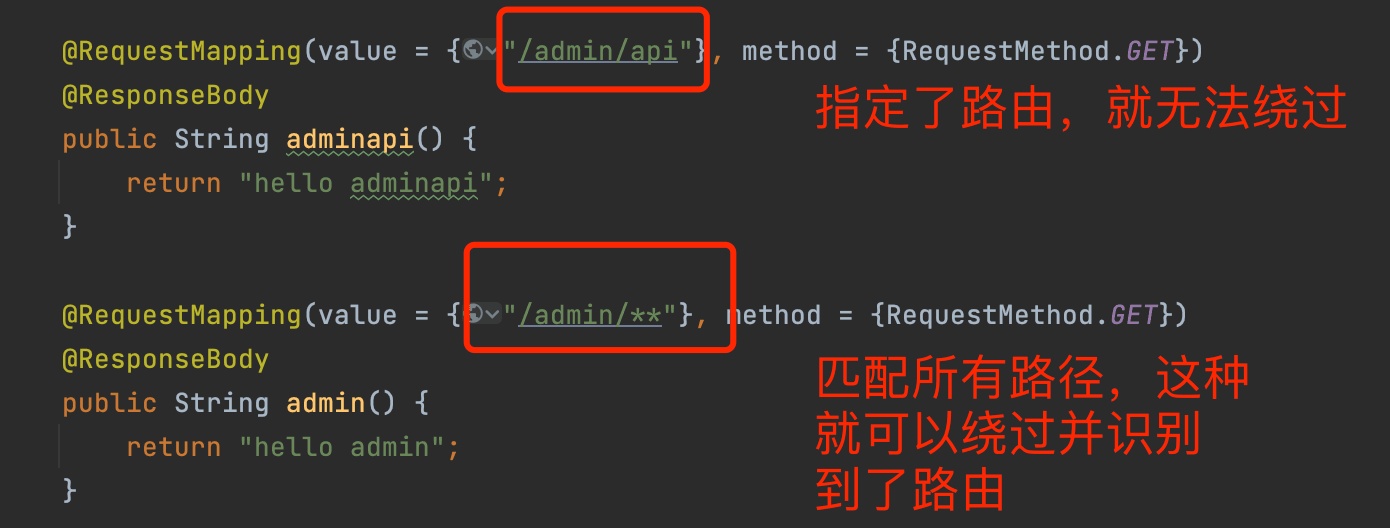 @RequestMapping(value = {"/admin/api"}, method = {RequestMethod.GET})
@ResponseBody
指定了路由，就无法绕过
public String adminapi() {
return "hello adminapi";
}
@RequestMapping(value = {"/admin/**"}, method = {RequestMethod.GET})
@ResponseBody
匹配所有路径，这种
public String admin() {
就可以绕过并识别
return "hello admin";
到了路由
}